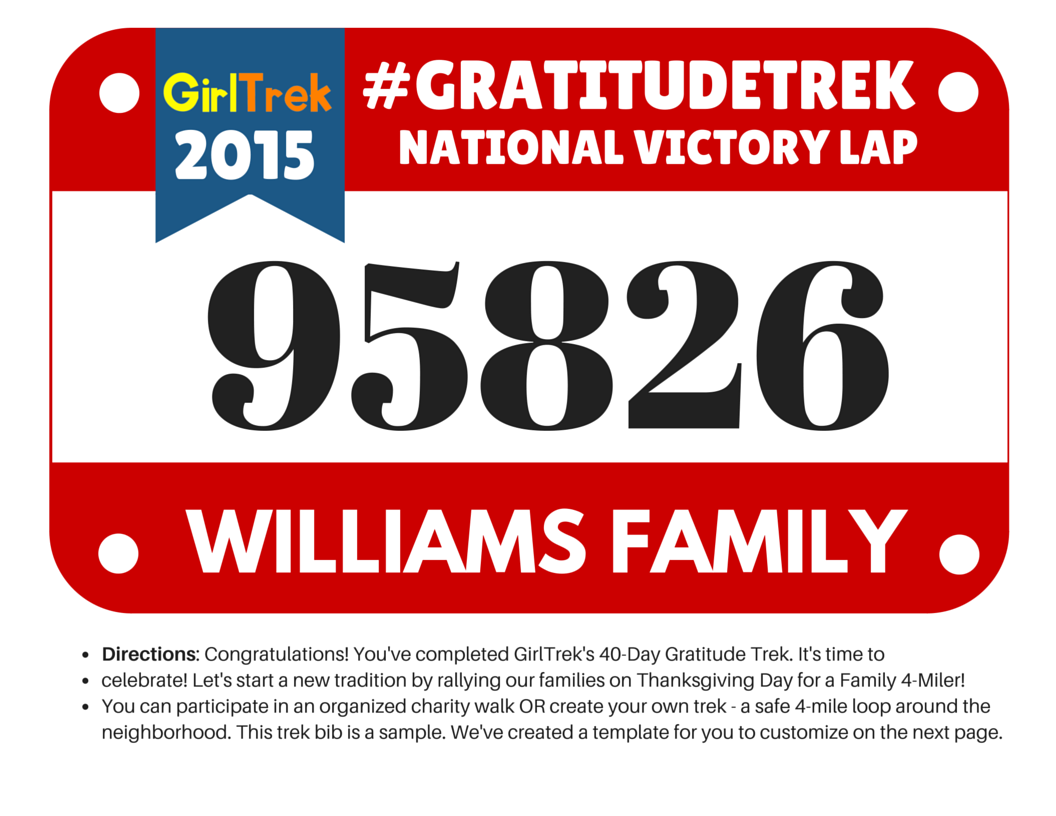 GirlTrek
2015
#GRATITUDETREK
NATIONAL VICTORY LAP
95826
WILLIAMS FAMILY
• Directions: Congratulations! You've completed GirlTrek's 40-Day Gratitude Trek. It's time to
• celebrate! Let's start a new tradition by rallying our families on Thanksgiving Day for a Family 4-Miler!
• You can participate in an organized charity walk OR create your own trek - a safe 4-mile loop around the
neighborhood. This trek bib is a sample. We've created a template for you to customize on the next page.